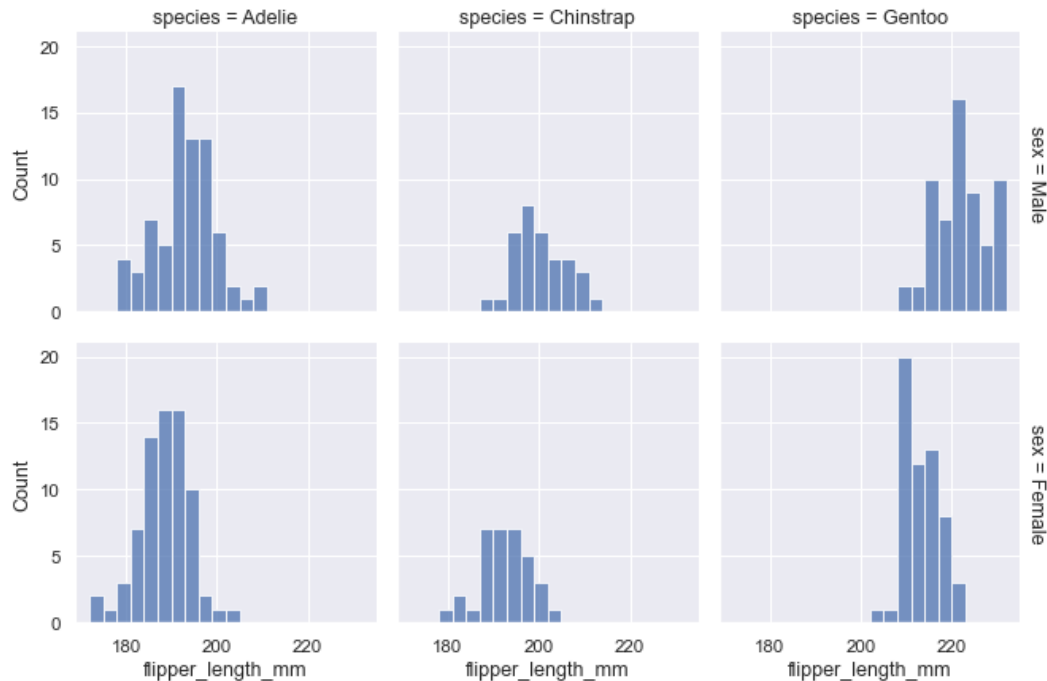 species = Adelie
species = Chinstrap
species = Gentoo
20
15
10
5
0
Count
sex = Male
20
15
10
5
0
Count
sex = Female
180
200
220
180
200
220
180
200
220
flipper_length_mm
flipper_length_mm
flipper_length_mm